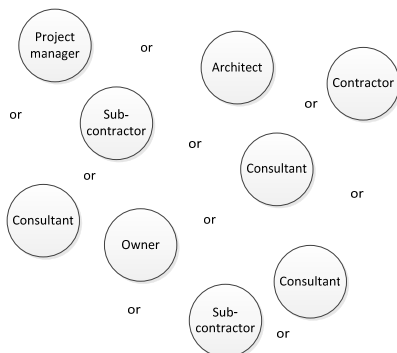 Project
manager
or
Architect
Contractor
or
or
Sub-
contractor
or
Consultant
or
or
Consultant
or
Owner
Consultant
or
Sub-
contractor
or